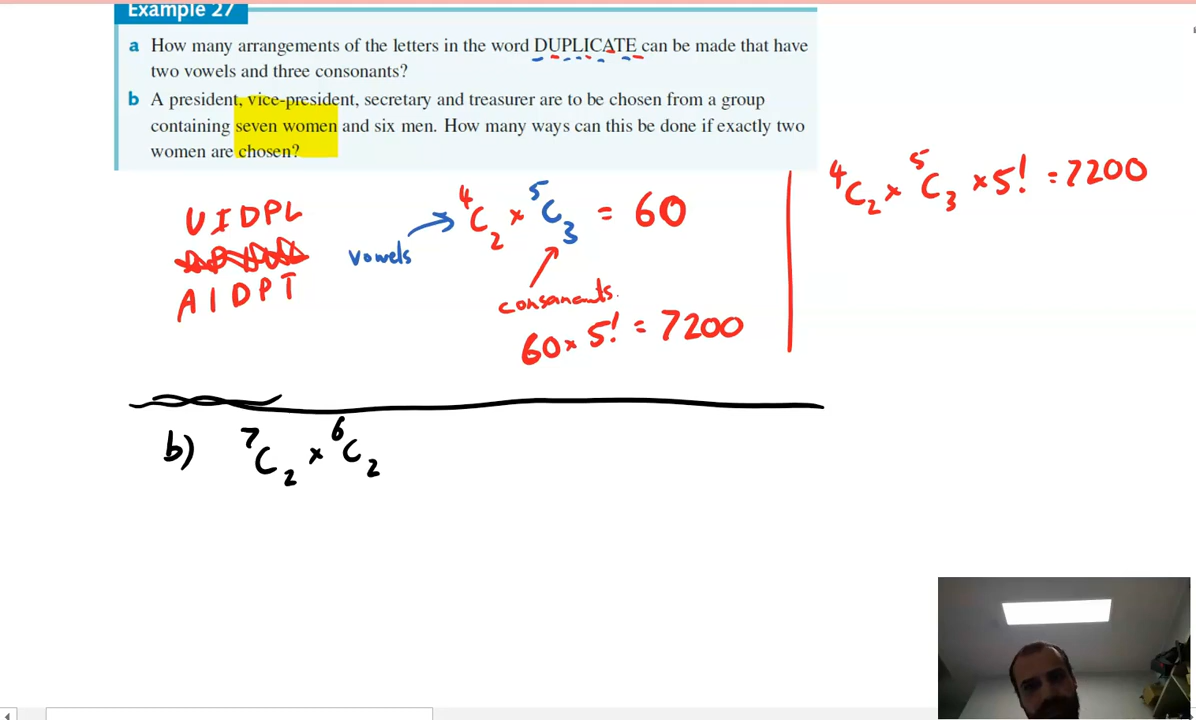 Example 27
a How many arrangements of the letters in the word DUPLICATE can be made that have
two vowels and three consonants?
b A president, vice-president, secretary and treasurer are to be chosen from a group
containing seven women and six men. How many ways can this be done if exactly two
women are chosen?
UIDPL
AIDPT
vowels
⁴C₂ × ⁵C₃ = 60
consonants.
60 × 5! = 7200
⁴C₂ × ⁵C₃ × 5! = 7200
b) ⁷C₂ × ⁶C₂